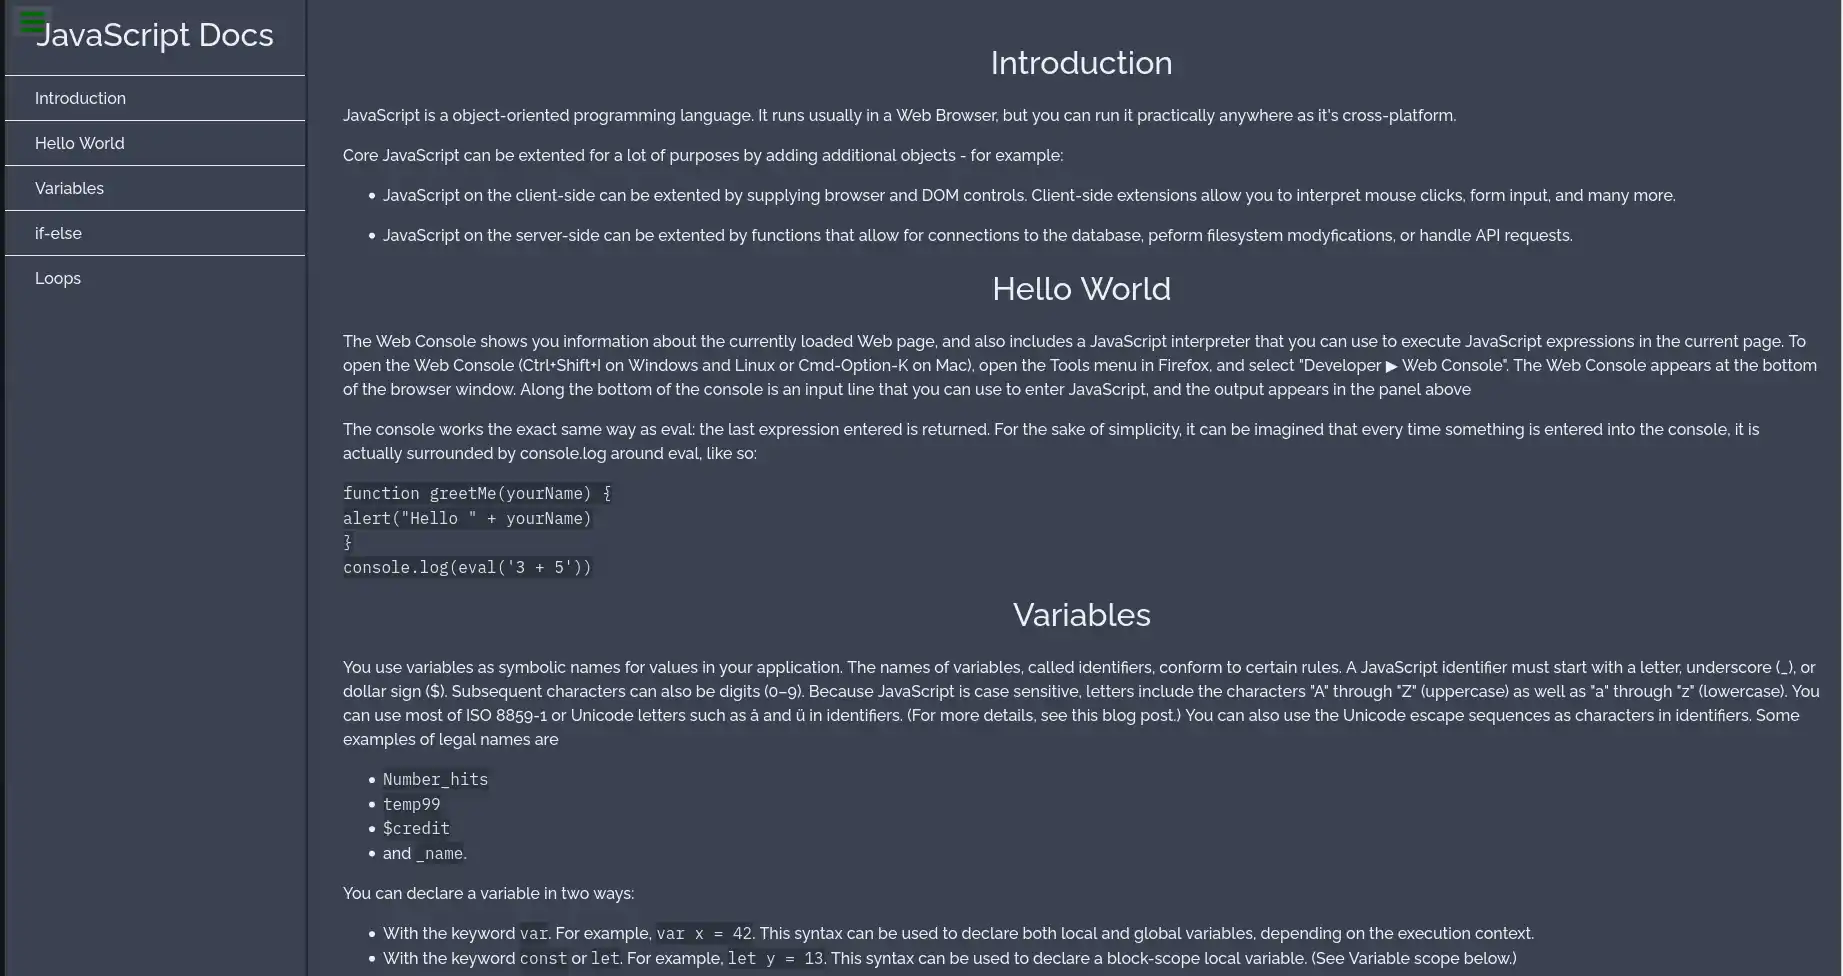 JavaScript Docs
Introduction
Hello World
Variables
if-else
Loops
Introduction
JavaScript is a object-oriented programming language. It runs usually in a Web Browser, but you can run it practically anywhere as it's cross-platform.
Core JavaScript can be extented for a lot of purposes by adding additional objects - for example:
• JavaScript on the client-side can be extented by supplying browser and DOM controls. Client-side extensions allow you to interpret mouse clicks, form input, and many more.
• JavaScript on the server-side can be extented by functions that allow for connections to the database, peform filesystem modyfications, or handle API requests.
Hello World
The Web Console shows you information about the currently loaded Web page, and also includes a JavaScript interpreter that you can use to execute JavaScript expressions in the current page. To
open the Web Console (Ctrl+Shift+I on Windows and Linux or Cmd-Option-K on Mac), open the Tools menu in Firefox, and select "Developer ▶ Web Console". The Web Console appears at the bottom
of the browser window. Along the bottom of the console is an input line that you can use to enter JavaScript, and the output appears in the panel above
The console works the exact same way as eval: the last expression entered is returned. For the sake of simplicity, it can be imagined that every time something is entered into the console, it is
actually surrounded by console.log around eval, like so:
function greetMe(yourName) {
alert("Hello " + yourName)
}
console.log(eval('3 + 5'))
Variables
You use variables as symbolic names for values in your application. The names of variables, called identifiers, conform to certain rules. A JavaScript identifier must start with a letter, underscore (_), or
dollar sign ($). Subsequent characters can also be digits (0–9). Because JavaScript is case sensitive, letters include the characters "A" through "Z" (uppercase) as well as "a" through "z" (lowercase). You
can use most of ISO 8859-1 or Unicode letters such as å and ü in identifiers. (For more details, see this blog post.) You can also use the Unicode escape sequences as characters in identifiers. Some
examples of legal names are
• Number_hits
• temp99
• $credit
• and _name.
You can declare a variable in two ways:
• With the keyword var. For example, var x = 42. This syntax can be used to declare both local and global variables, depending on the execution context.
• With the keyword const or let. For example, let y = 13. This syntax can be used to declare a block-scope local variable. (See Variable scope below.)